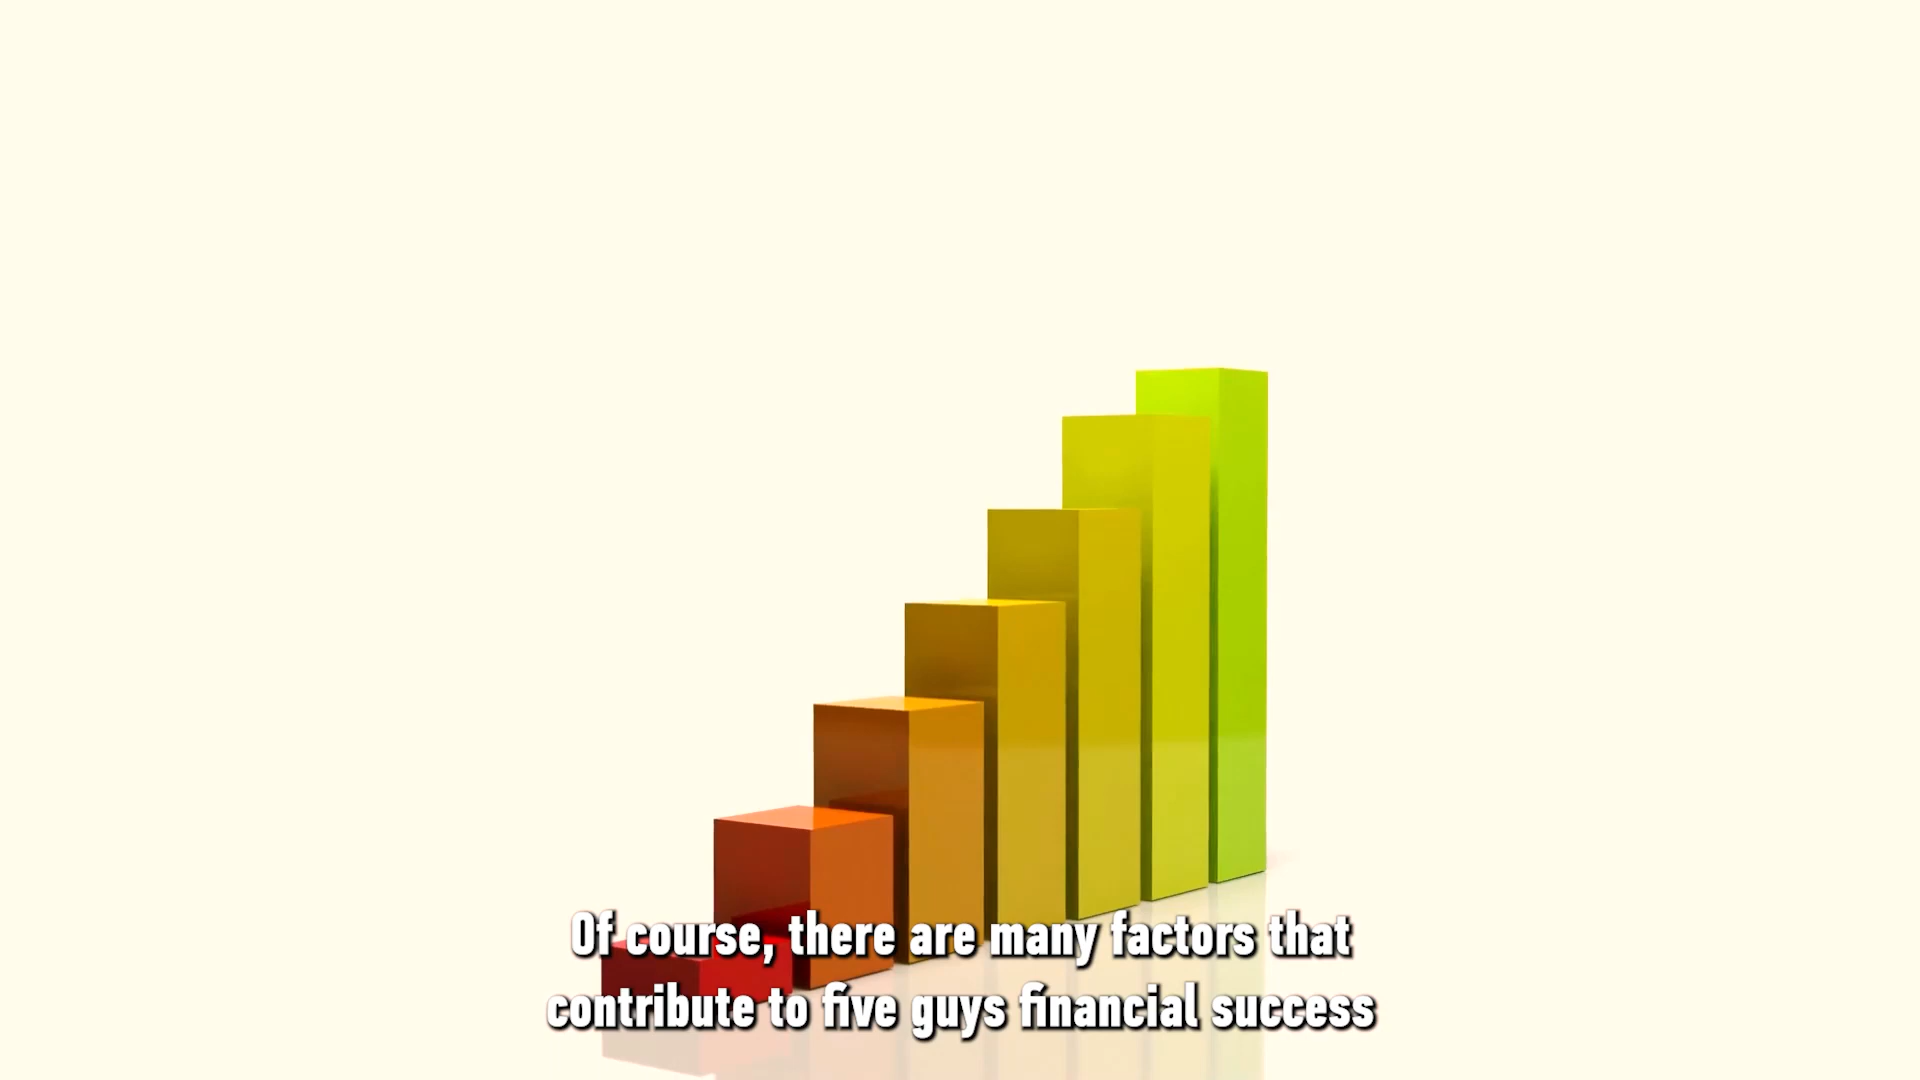 Of course, there are many factors that
contribute to five guys financial success